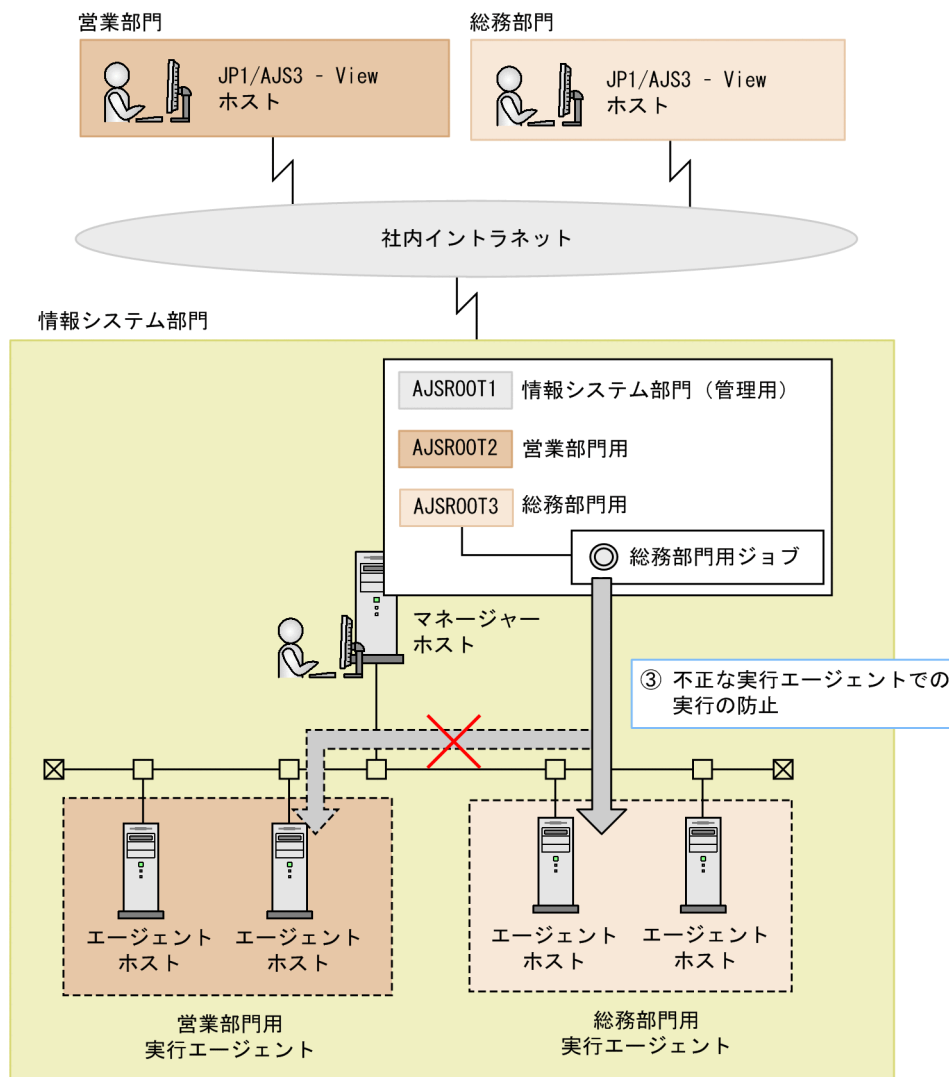 営業部門
総務部門
JP1/AJS3 - View
ホスト
JP1/AJS3 - View
ホスト
社内イントラネット
情報システム部門
AJSROOT1
情報システム部門（管理用）
AJSROOT2
営業部門用
AJSROOT3
総務部門用
総務部門用ジョブ
マネージャー
ホスト
③ 不正な実行エージェントでの
実行の防止
エージェント
ホスト
エージェント
ホスト
エージェント
ホスト
エージェント
ホスト
営業部門用
実行エージェント
総務部門用
実行エージェント